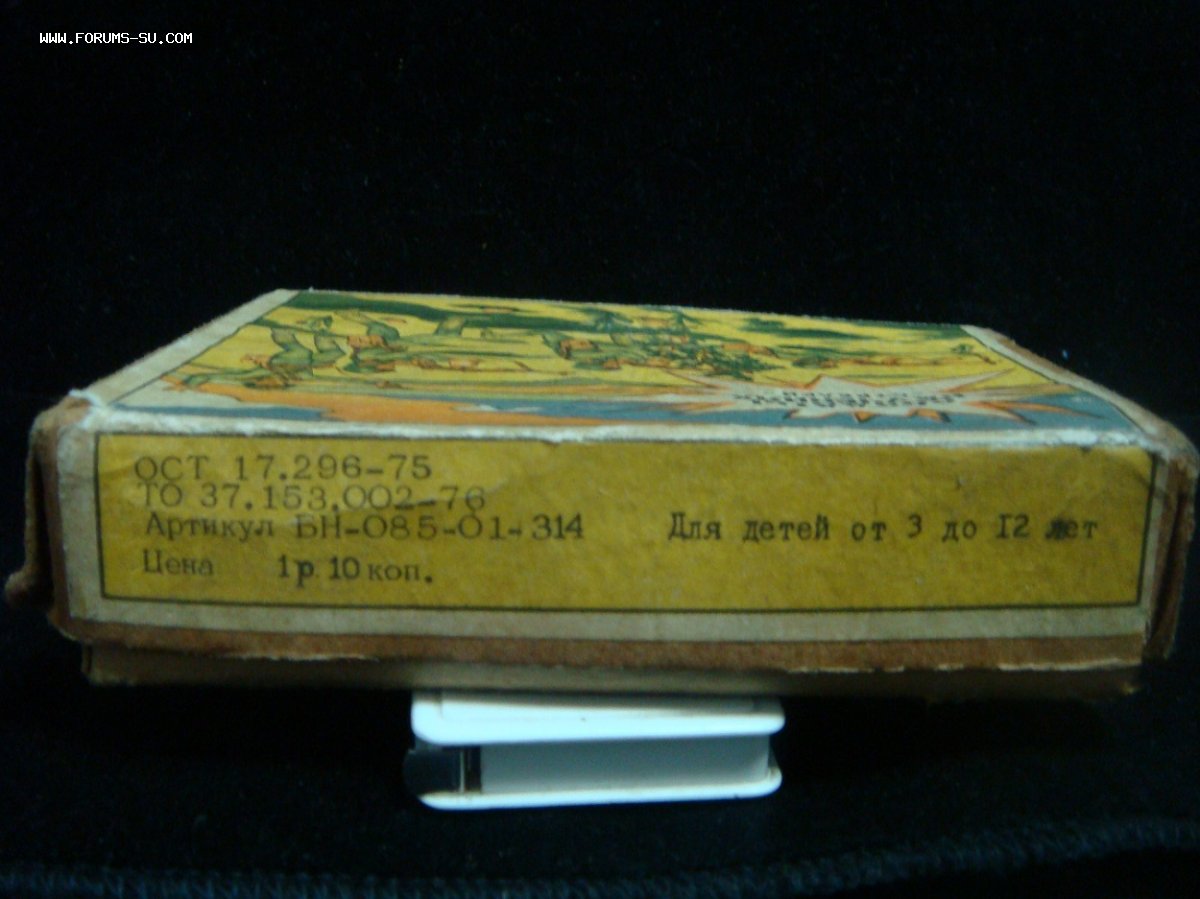 WWW.FORUMS-SU.COM
ОСТ 17.296-75
ТО 37.153.002-76
Артикул БН-085-01-314 Для детей от 3 до 12 лет
Цена 1р. 10 коп.